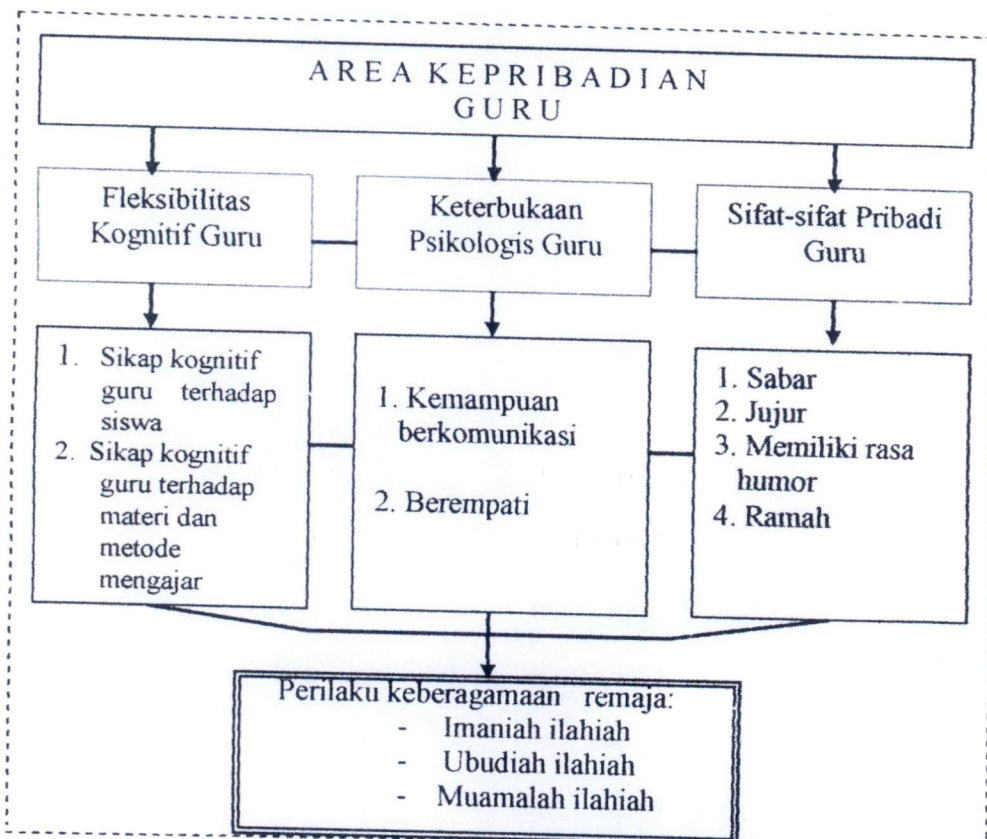 AREA KEPRIBADIAN
GURU
Fleksibilitas
Kognitif Guru
Keterbukaan
Psikologis Guru
Sifat-sifat Pribadi
Guru
1. Sikap kognitif
guru terhadap
siswa
2. Sikap kognitif
guru terhadap
materi dan
metode
mengajar
1. Kemampuan
berkomunikasi
2. Berempati
1. Sabar
2. Jujur
3. Memiliki rasa
humor
4. Ramah
Perilaku keberagamaan remaja:
- Imaniah ilahiah
- Ubudiah ilahiah
- Muamalah ilahiah